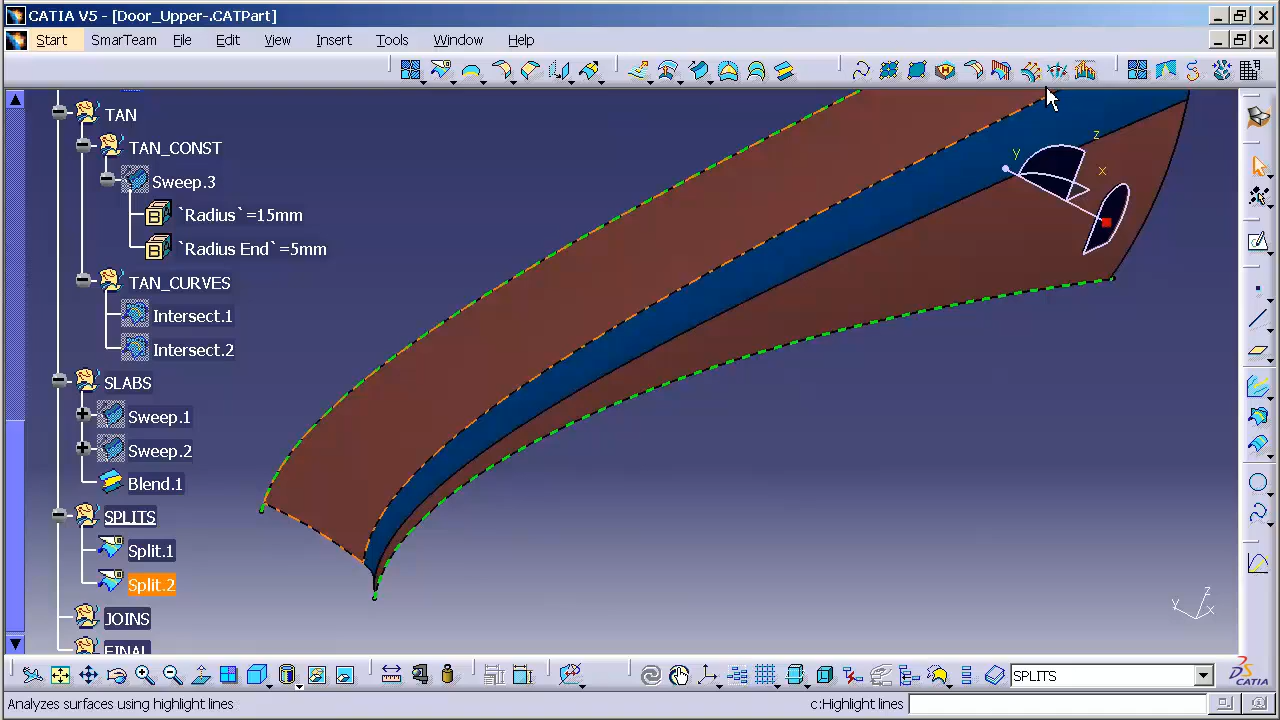 CATIA V5 - [Door_Upper-.CATPart]
Start SmarTeam File Edit View Insert Tools Window Help
TAN
TAN_CONST
Sweep.3
`Radius`=15mm
`Radius End`=5mm
TAN_CURVES
Intersect.1
Intersect.2
SLABS
Sweep.1
Sweep.2
Blend.1
SPLITS
Split.1
Split.2
JOINS
FINAL
z
y
x
z
y x
SPLITS
CATIA
Analyzes surfaces using highlight lines
c:Highlight lines